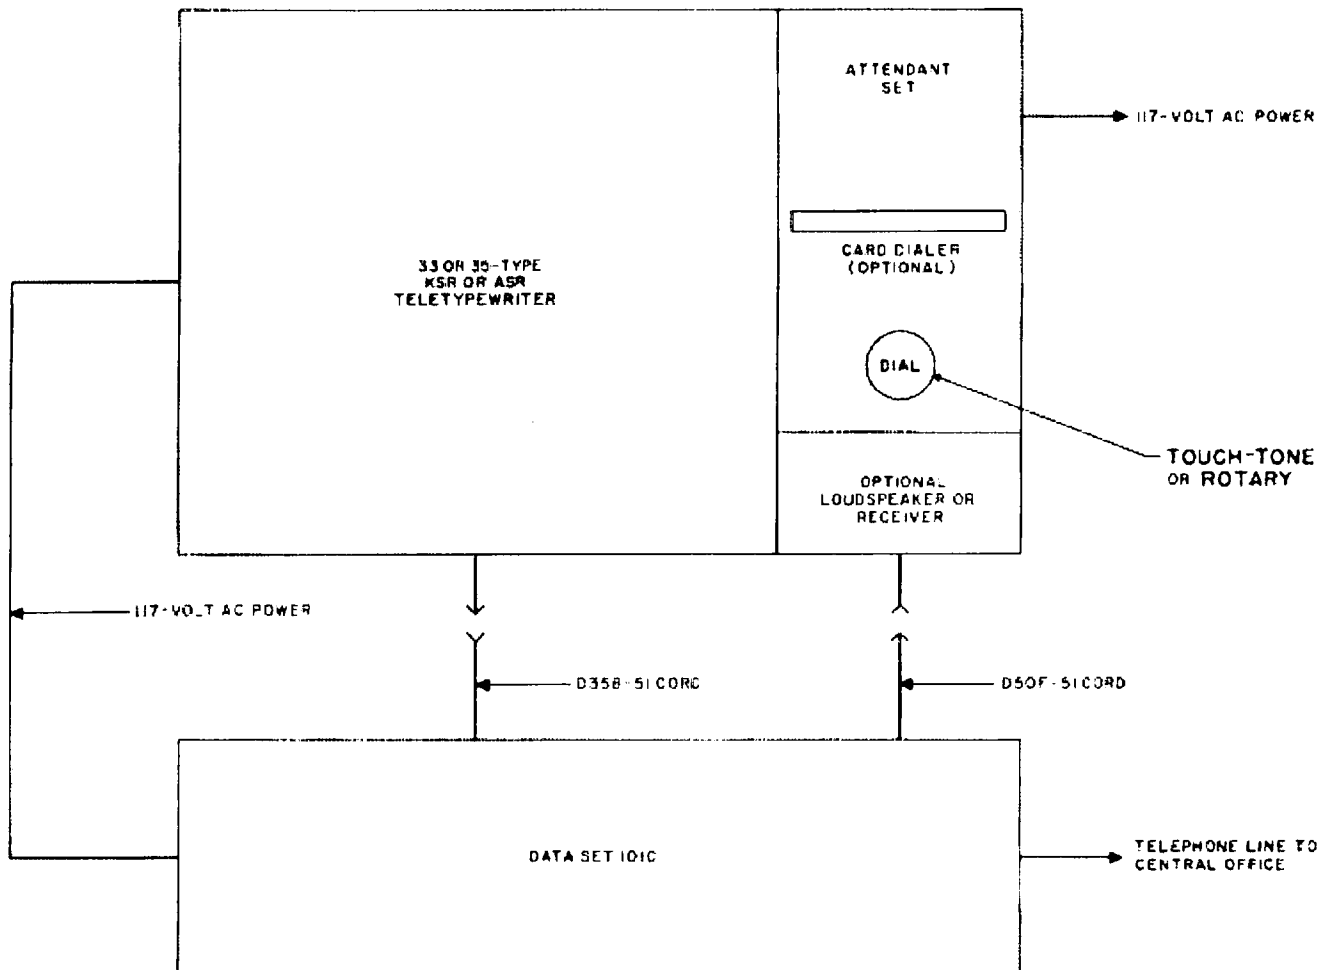 ATTENDANT
SET
117-VOLT AC POWER
CARD DIALER
(OPTIONAL)
33 OR 35-TYPE
KSR OR ASR
TELETYPEWRITER
DIAL
TOUCH-TONE
OR ROTARY
OPTIONAL
LOUDSPEAKER OR
RECEIVER
117-VOLT AC POWER
D35B-51 CORD
D50F-51 CORD
DATA SET 101C
TELEPHONE LINE TO
CENTRAL OFFICE